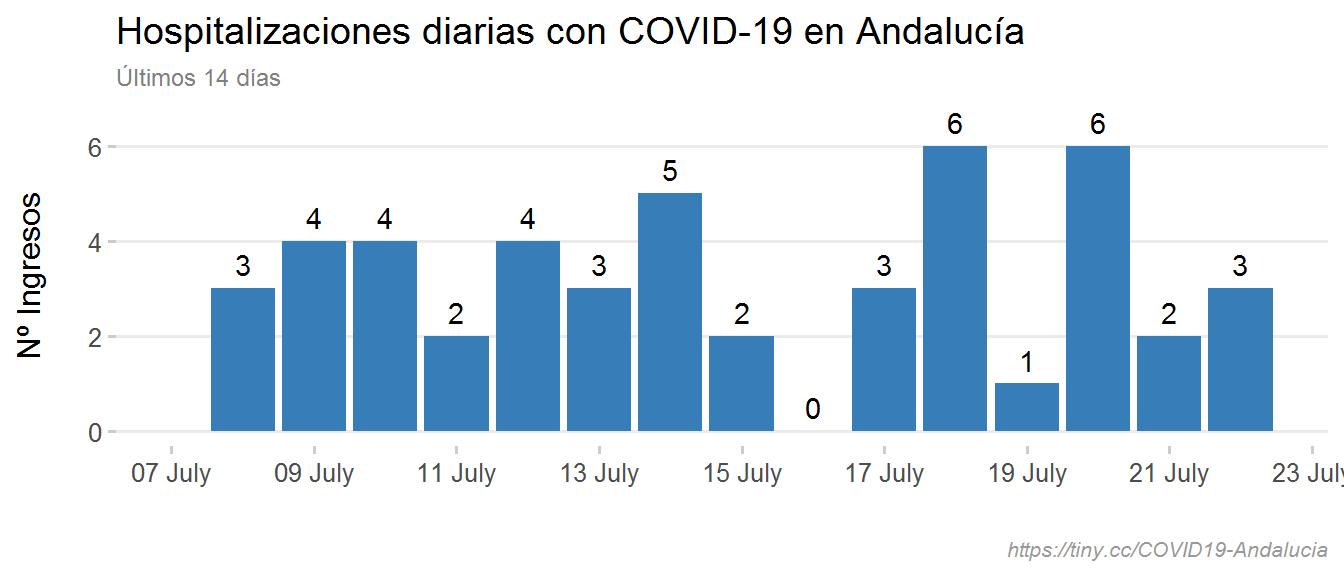 Hospitalizaciones diarias con COVID-19 en Andalucía
Últimos 14 días
Nº Ingresos
6
4
2
0
3
4
4
2
4
3
5
2
0
3
6
1
6
2
3
07 July
09 July
11 July
13 July
15 July
17 July
19 July
21 July
23 July
https://tiny.cc/COVID19-Andalucia